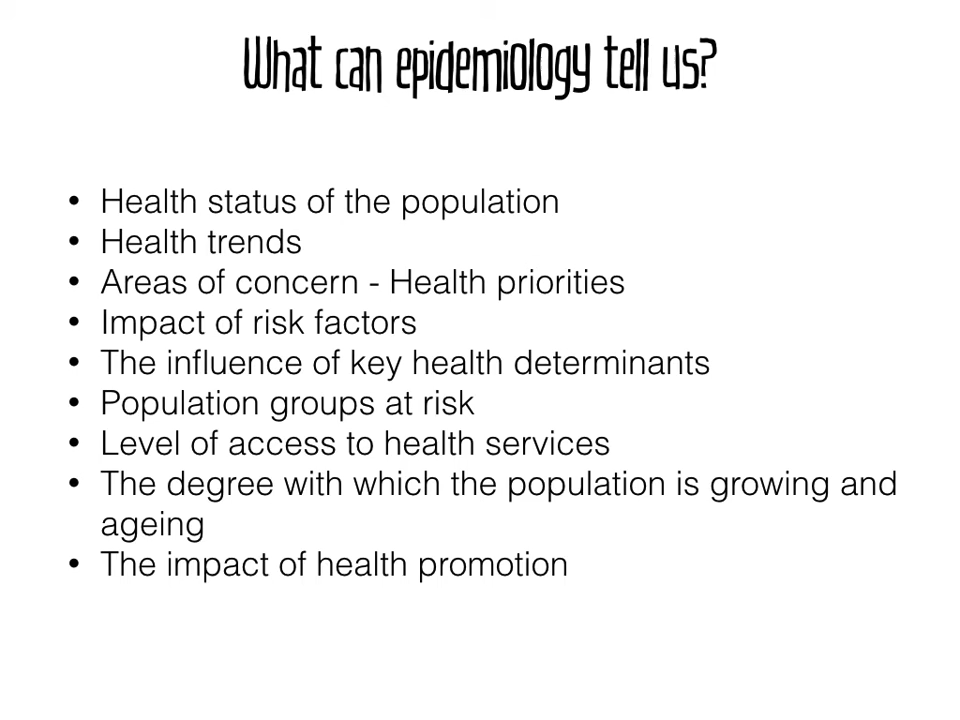 What can epidemiology tell us?
• Health status of the population
• Health trends
• Areas of concern - Health priorities
• Impact of risk factors
• The influence of key health determinants
• Population groups at risk
• Level of access to health services
• The degree with which the population is growing and
ageing
• The impact of health promotion